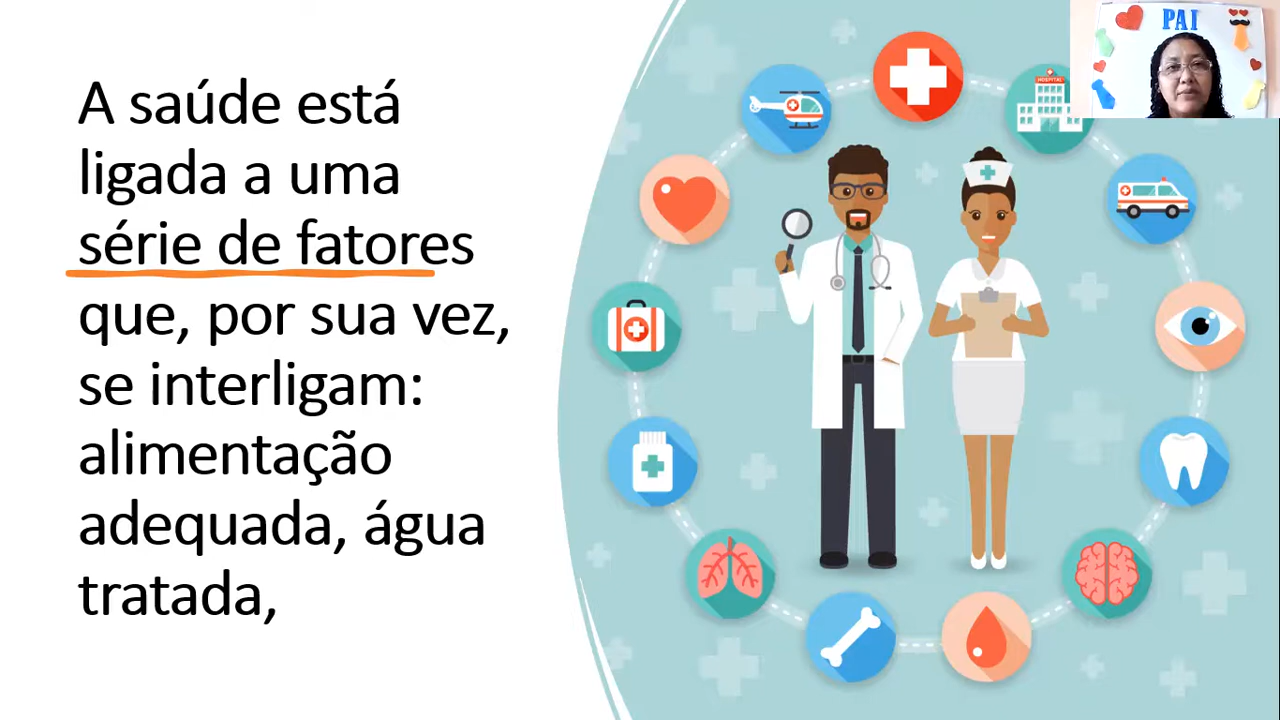 A saúde está
ligada a uma
série de fatores
que, por sua vez,
se interligam:
alimentação
adequada, água
tratada,
PAI
HOSPITAL